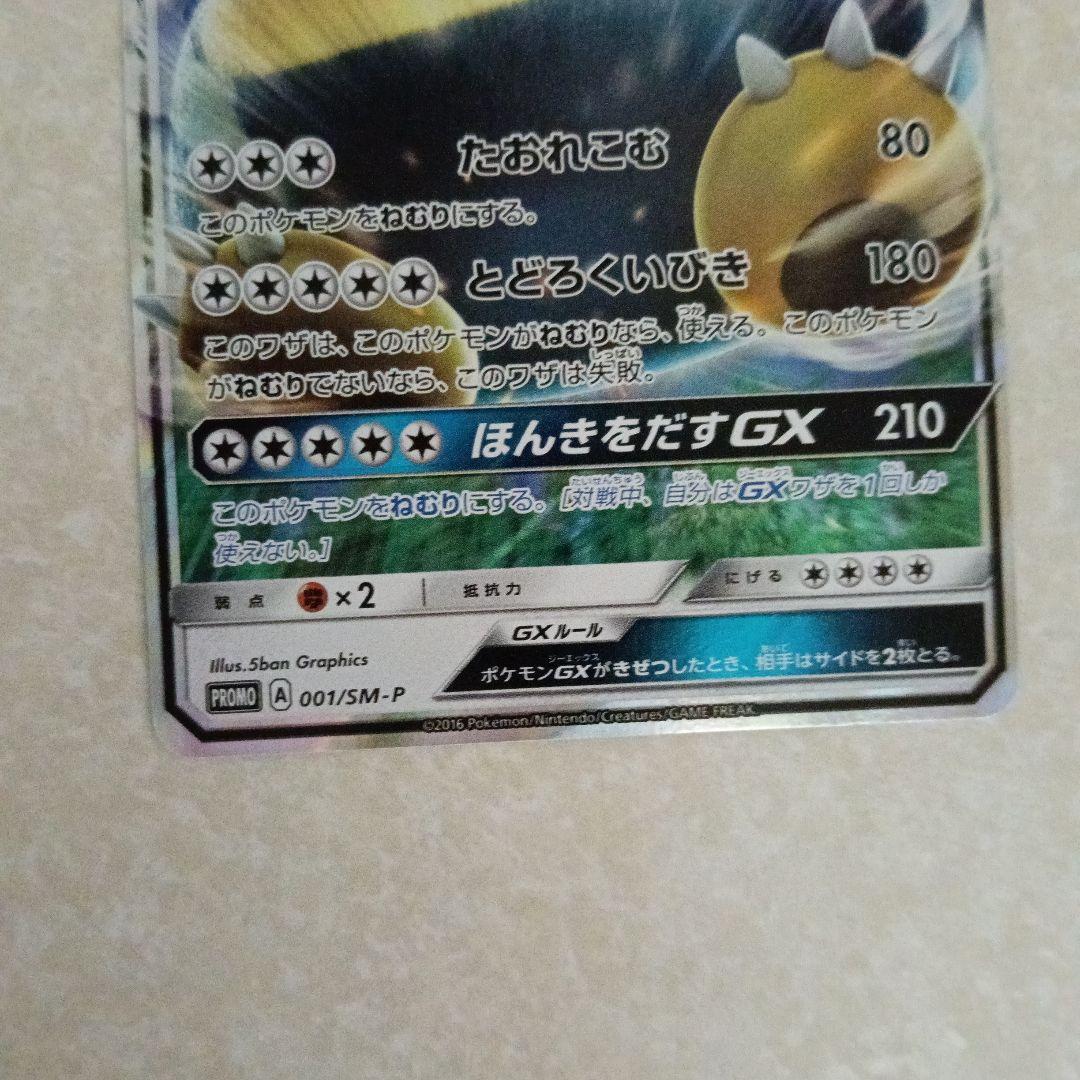 たおれこむ 80
このポケモンをねむりにする。
とどろくいびき 180
このワザは、このポケモンがねむりなら、使える。このポケモン
がねむりでないなら、このワザは失敗。
ほんきをだすGX 210
このポケモンをねむりにする。[対戦中、自分はGXワザを1回しか
使えない。]
弱点 ×2 抵抗力 にげる
GXルール
Illus.5ban Graphics
ポケモンGXがきぜつしたとき、相手はサイドを2枚とる。
PROMO A 001/SM-P
©2016 Pokémon/Nintendo/Creatures/GAME FREAK.